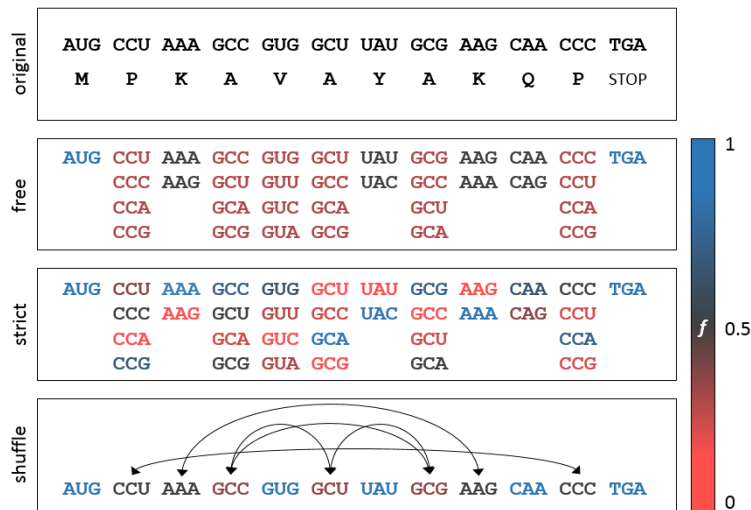 original
AUG CCU AAA GCC GUG GCU UAU GCG AAG CAA CCC TGA
M P K A V A Y A K Q P STOP
free
AUG CCU AAA GCC GUG GCU UAU GCG AAG CAA CCC TGA
CCC AAG GCU GUU GCC UAC GCC AAA CAG CCU
CCA GCA GUC GCA GCU CCA
CCG GCG GUA GCG GCA CCG
strict
AUG CCU AAA GCC GUG GCU UAU GCG AAG CAA CCC TGA
CCC AAG GCU GUU GCC UAC GCC AAA CAG CCU
CCA GCA GUC GCA GCU CCA
CCG GCG GUA GCG GCA CCG
shuffle
AUG CCU AAA GCC GUG GCU UAU GCG AAG CAA CCC TGA
1
f 0.5
0